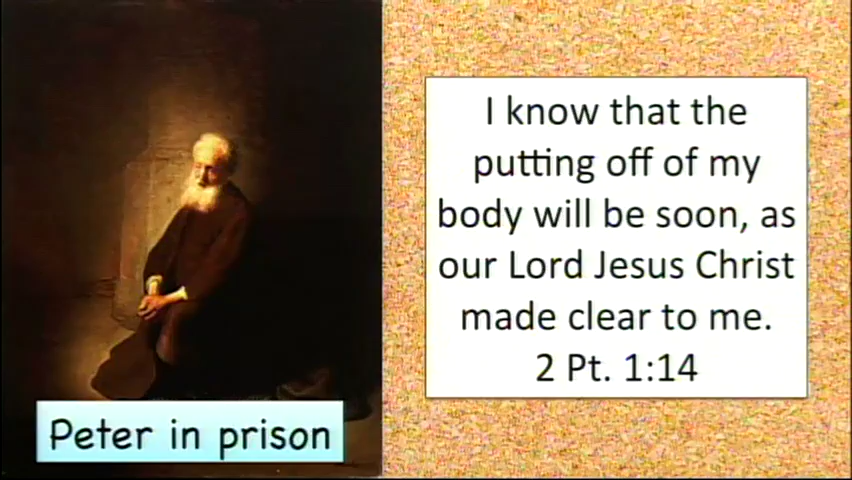 I know that the
putting off of my
body will be soon, as
our Lord Jesus Christ
made clear to me.
2 Pt. 1:14
Peter in prison